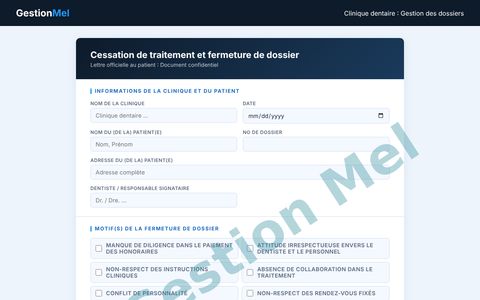 GestionMel
Clinique dentaire : Gestion des dossiers
Cessation de traitement et fermeture de dossier
Lettre officielle au patient : Document confidentiel
INFORMATIONS DE LA CLINIQUE ET DU PATIENT
NOM DE LA CLINIQUE
DATE
Clinique dentaire ...
mm/dd/yyyy
NOM DU (DE LA) PATIENT(E)
NO DE DOSSIER
Nom, Prénom
ADRESSE DU (DE LA) PATIENT(E)
Adresse complète
DENTISTE / RESPONSABLE SIGNATAIRE
Dr. / Dre. ...
Gestion Mel
MOTIF(S) DE LA FERMETURE DE DOSSIER
MANQUE DE DILIGENCE DANS LE PAIEMENT
DES HONORAIRES
ATTITUDE IRRESPECTUEUSE ENVERS LE
DENTISTE ET LE PERSONNEL
NON-RESPECT DES INSTRUCTIONS
CLINIQUES
ABSENCE DE COLLABORATION DANS LE
TRAITEMENT
CONFLIT DE PERSONNALITÉ
NON-RESPECT DES RENDEZ-VOUS FIXÉS